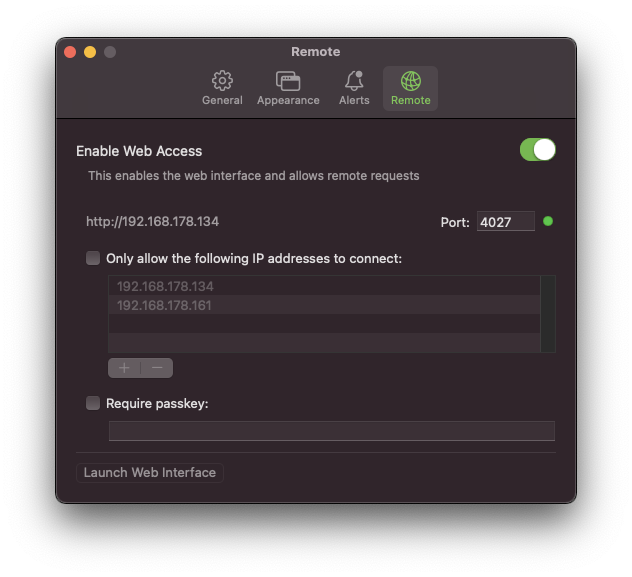 Remote
General Appearance Alerts Remote
Enable Web Access
This enables the web interface and allows remote requests
http://192.168.178.134 Port: 4027
Only allow the following IP addresses to connect:
192.168.178.134
192.168.178.161
+ −
Require passkey:
Launch Web Interface